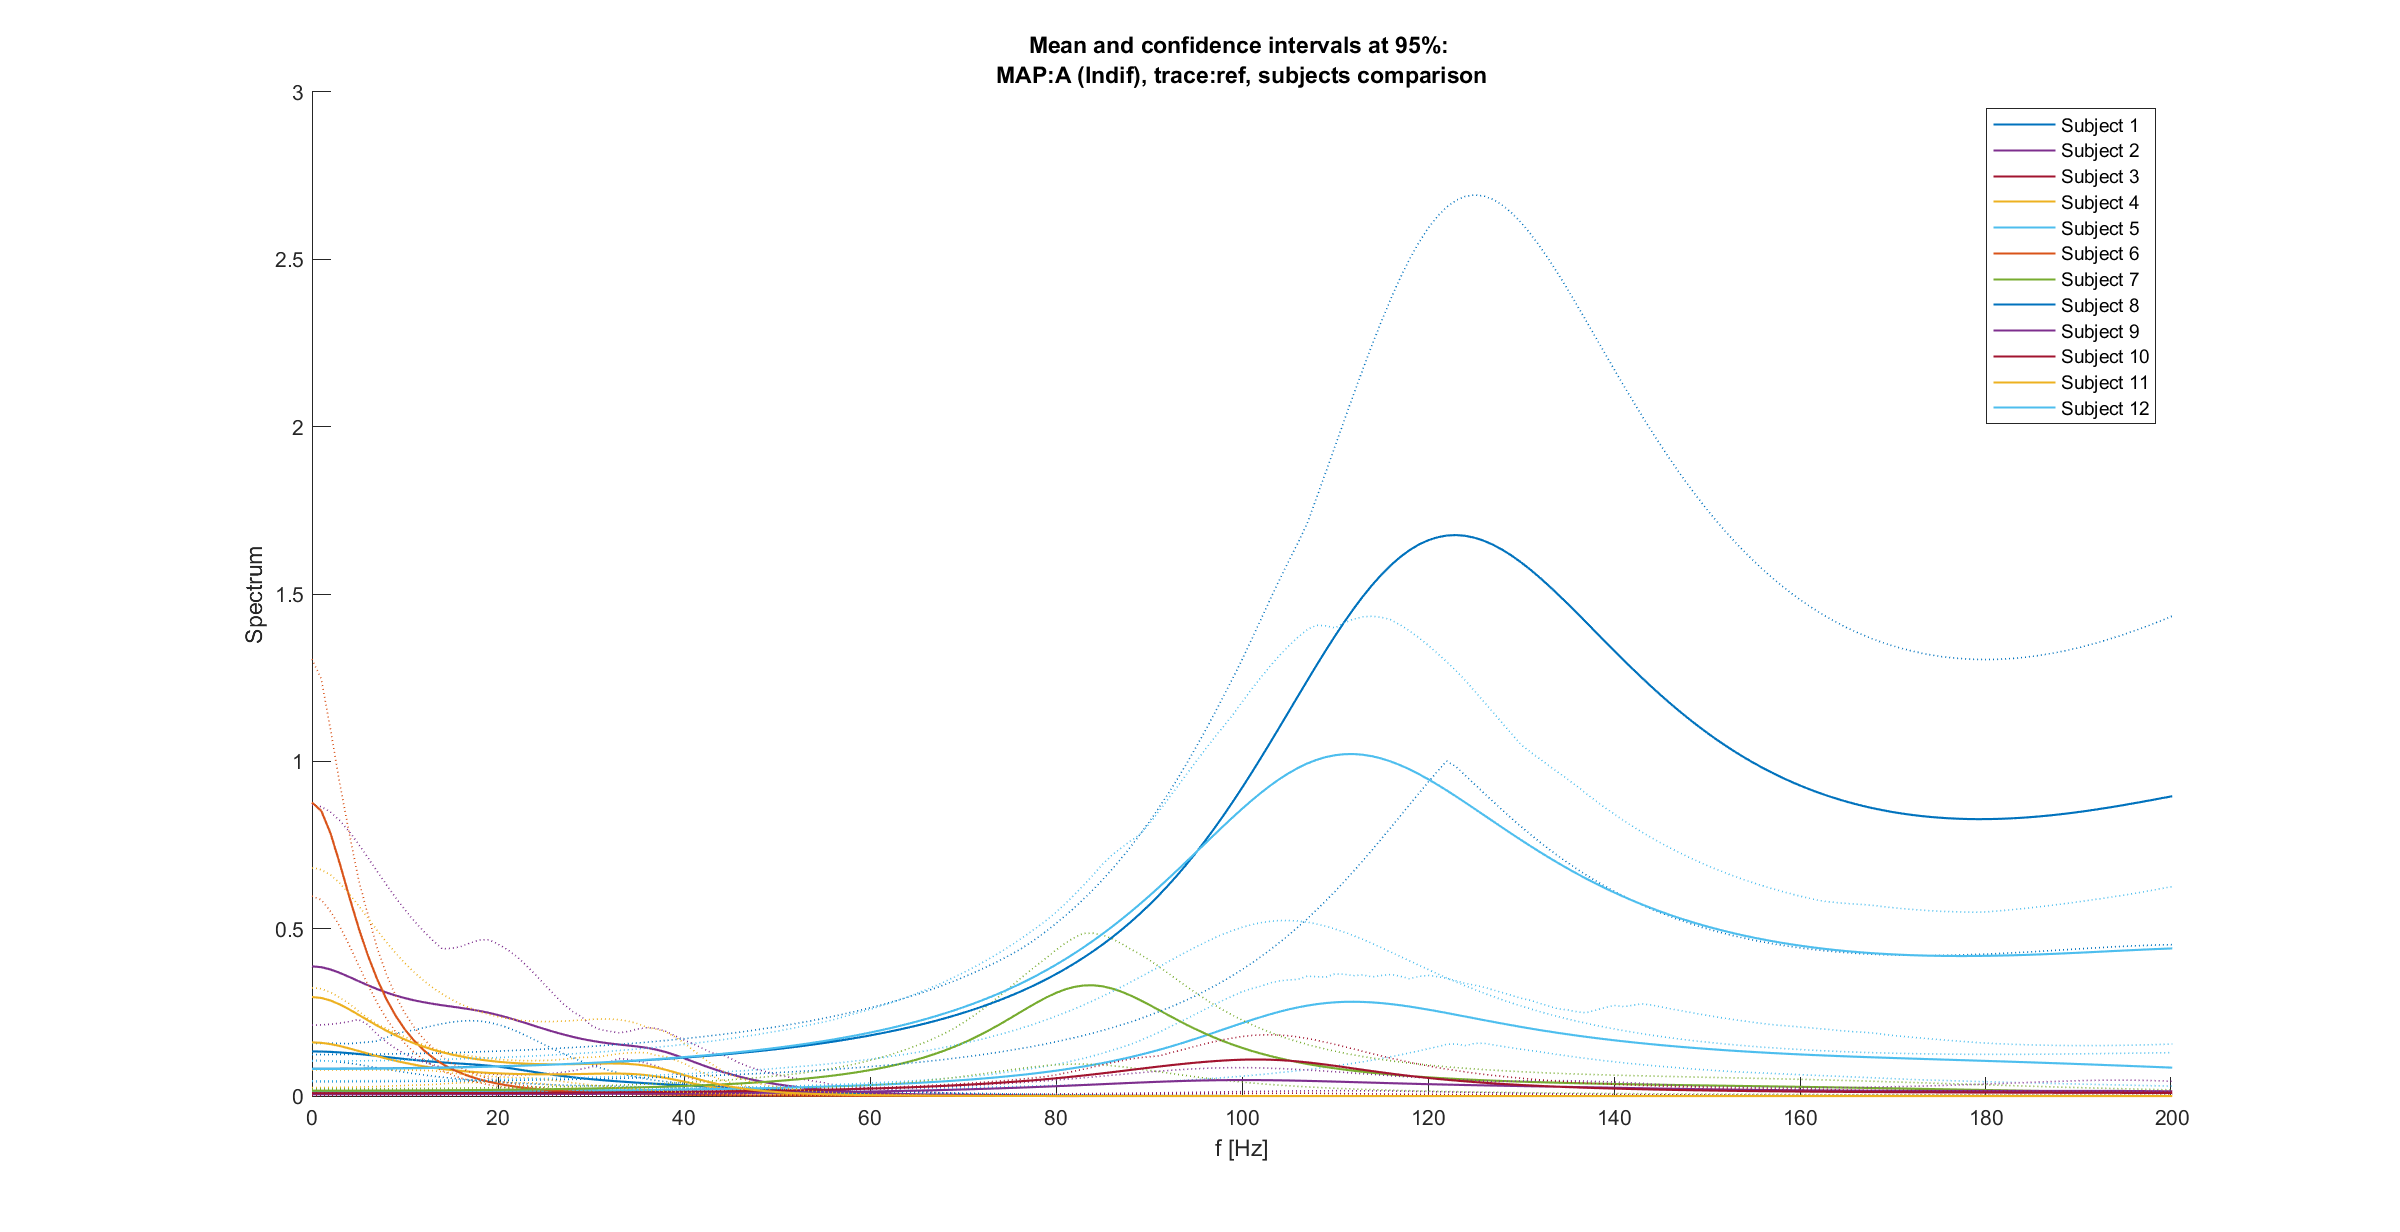 Mean and confidence intervals at 95%:
MAP:A (Indif), trace:ref, subjects comparison
3
2.5
2
1.5
1
0.5
0
Spectrum
Subject 1
Subject 2
Subject 3
Subject 4
Subject 5
Subject 6
Subject 7
Subject 8
Subject 9
Subject 10
Subject 11
Subject 12
0 20 40 60 80 100 120 140 160 180 200
f [Hz]